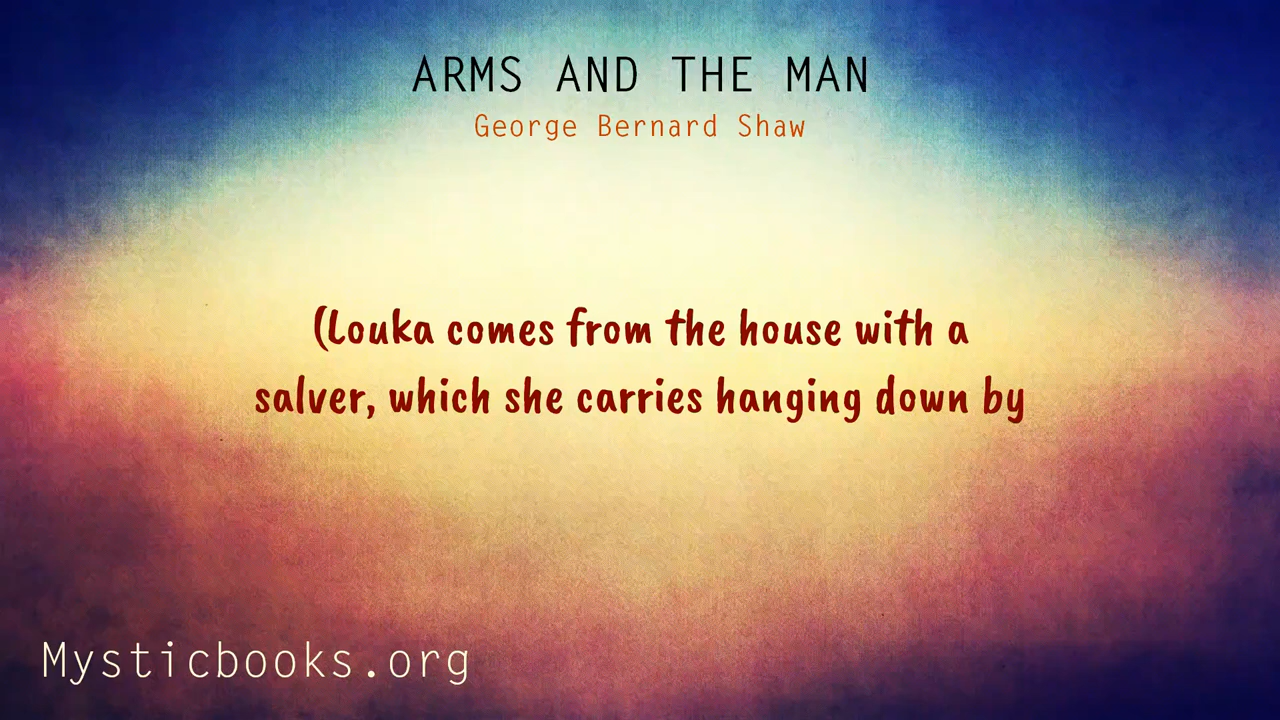 ARMS AND THE MAN
George Bernard Shaw
(Louka comes from the house with a
salver, which she carries hanging down by
Mysticbooks.org